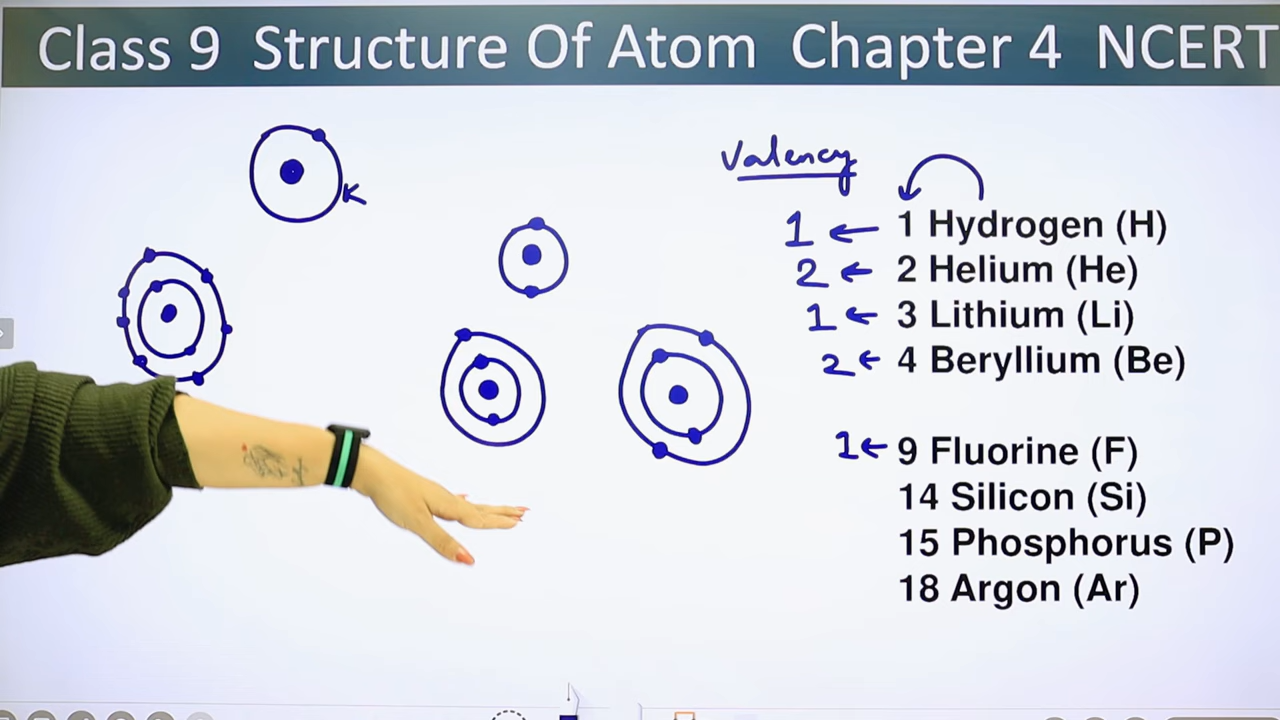 Class 9 Structure Of Atom Chapter 4 NCERT
K
Valency
1 ← 1 Hydrogen (H)
2 ← 2 Helium (He)
1 ← 3 Lithium (Li)
2 ← 4 Beryllium (Be)
1 ← 9 Fluorine (F)
14 Silicon (Si)
15 Phosphorus (P)
18 Argon (Ar)